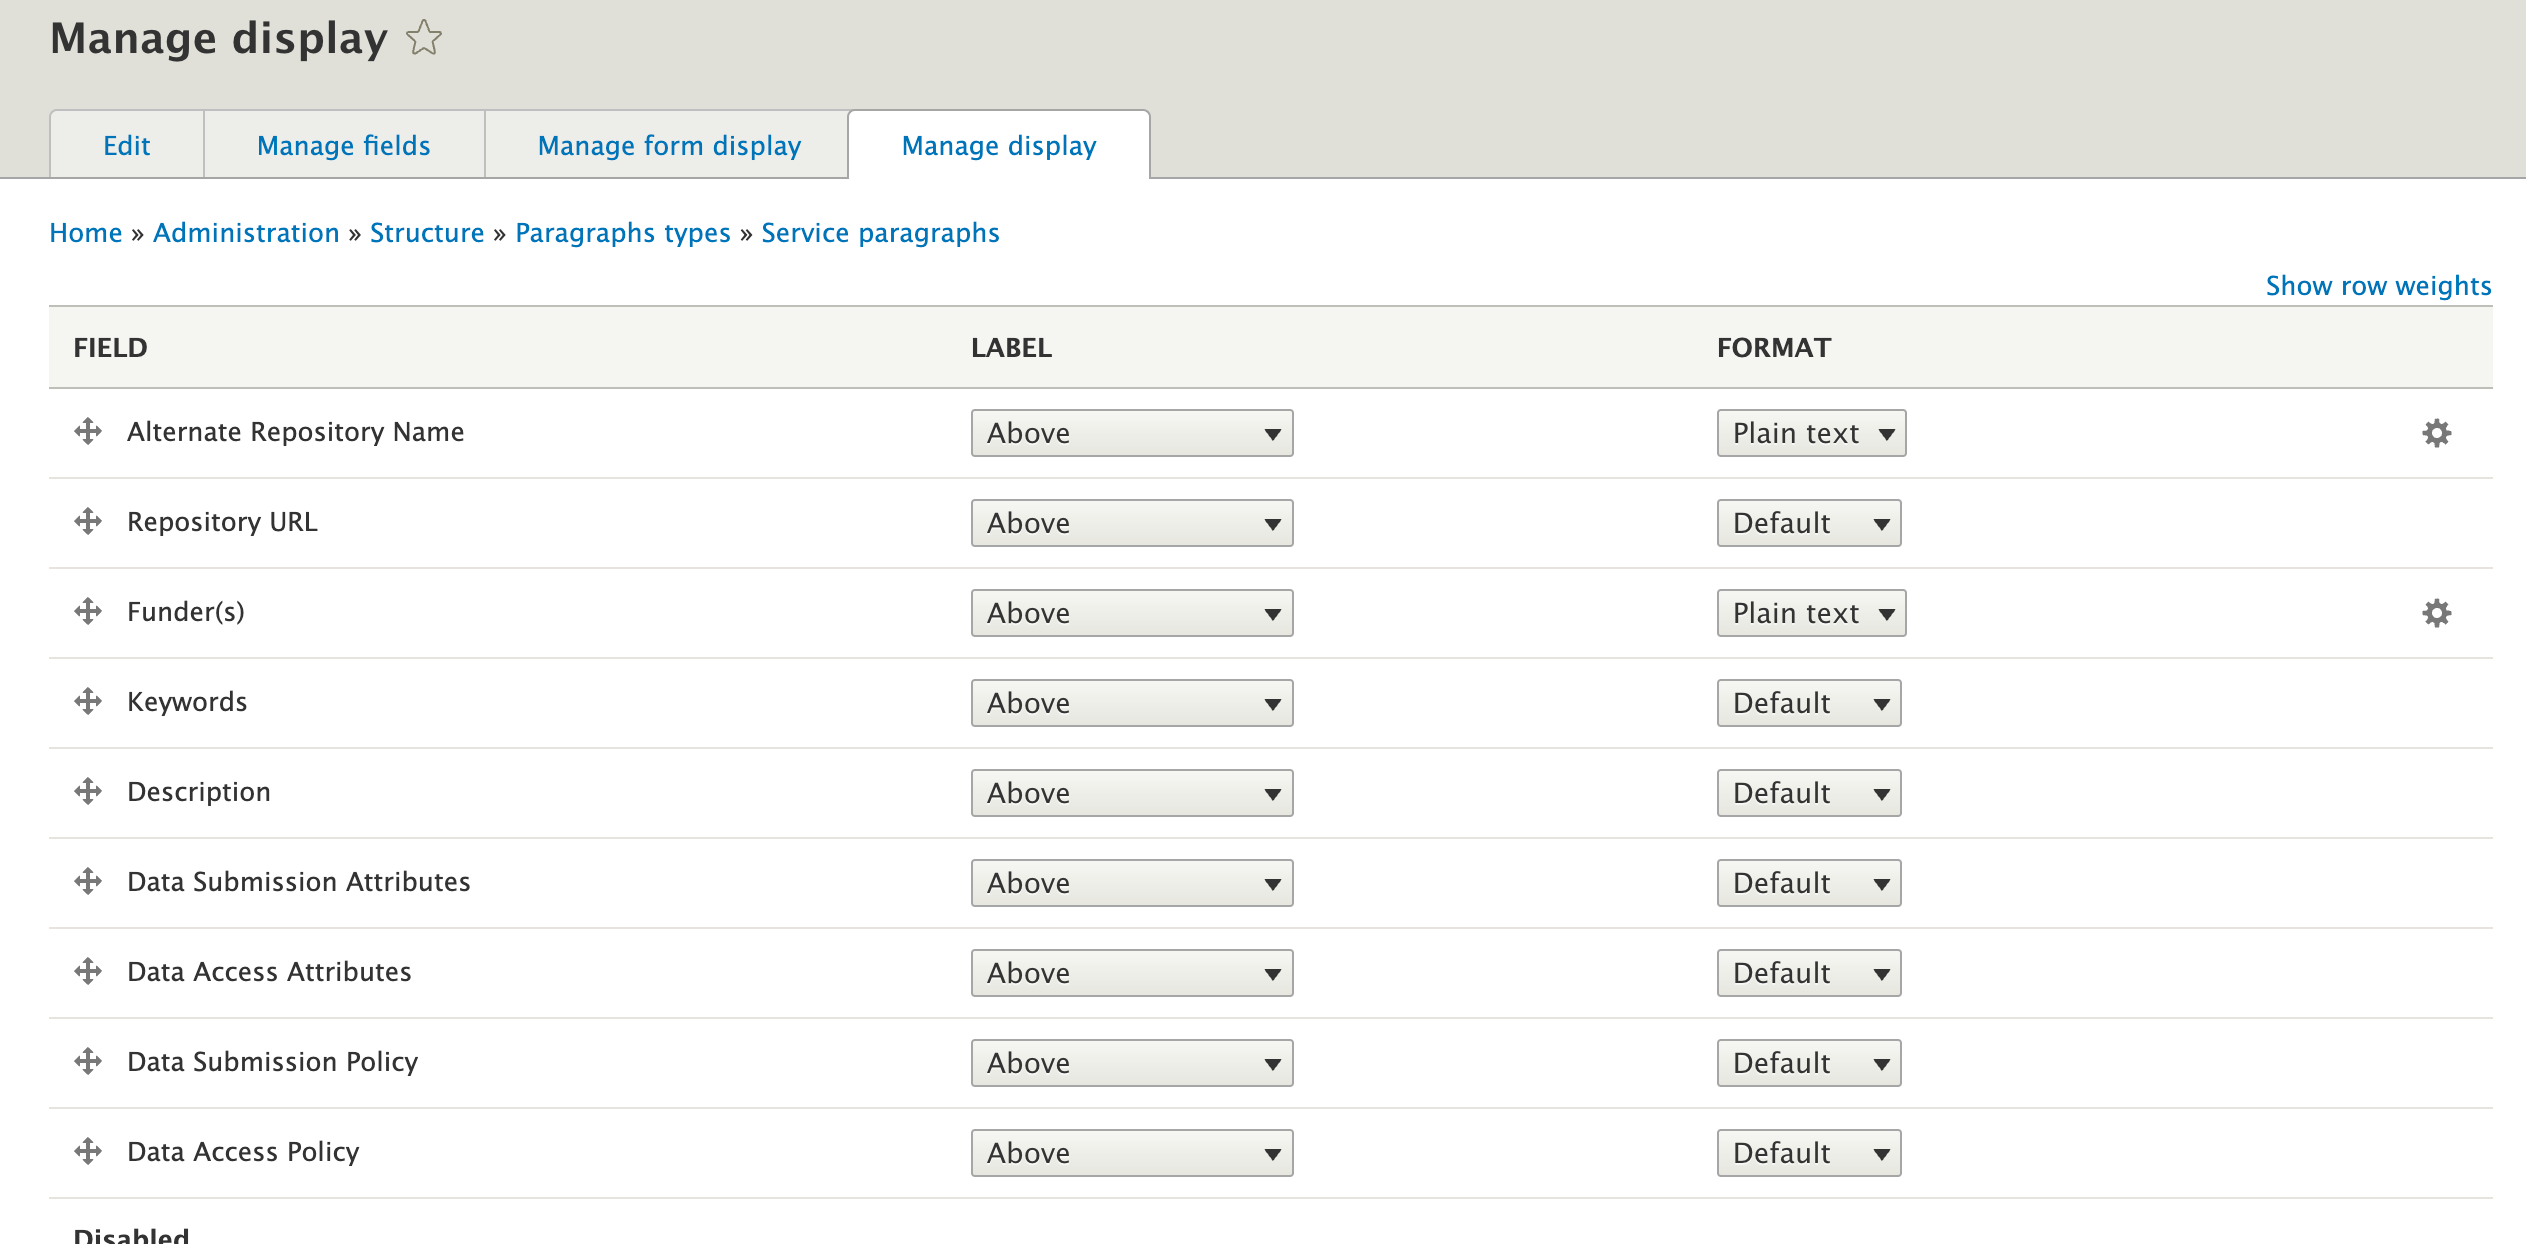 Manage display
Edit Manage fields Manage form display Manage display
Home » Administration » Structure » Paragraphs types » Service paragraphs
Show row weights
FIELD LABEL FORMAT
Alternate Repository Name Above Plain text
Repository URL Above Default
Funder(s) Above Plain text
Keywords Above Default
Description Above Default
Data Submission Attributes Above Default
Data Access Attributes Above Default
Data Submission Policy Above Default
Data Access Policy Above Default
Disabled